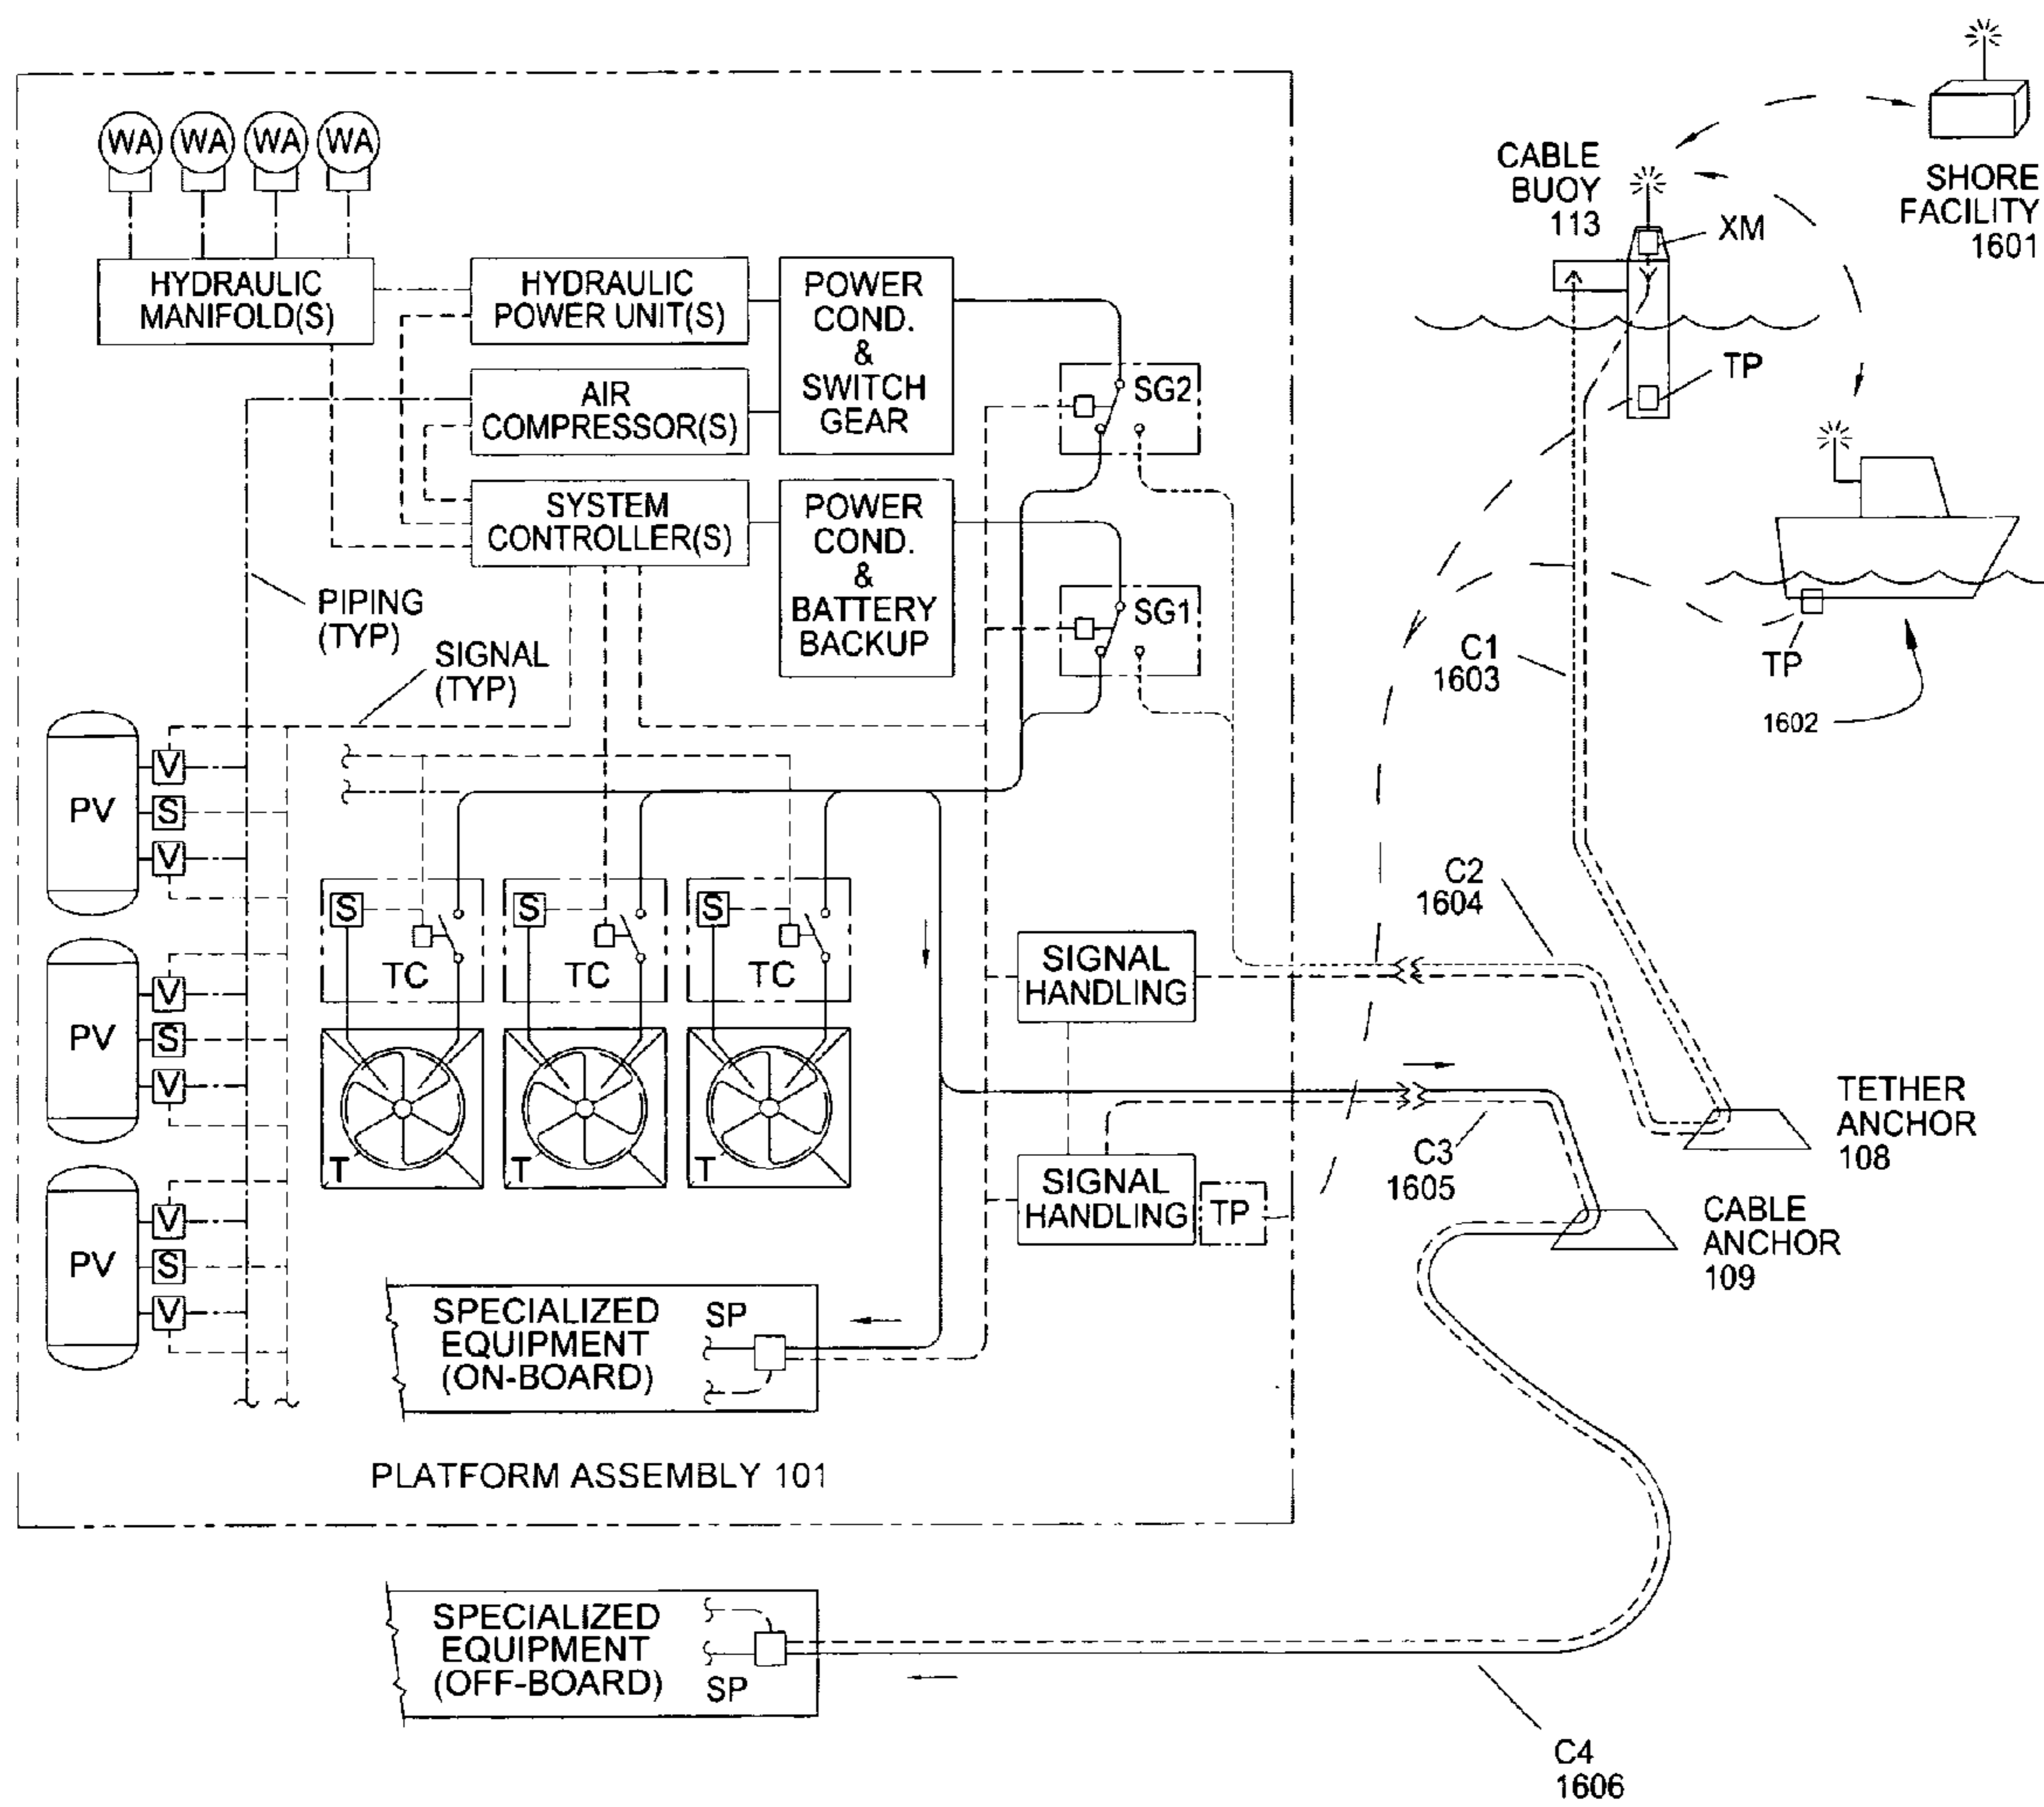 WA WA WA WA
HYDRAULIC
MANIFOLD(S)
HYDRAULIC
POWER UNIT(S)
POWER
COND.
&
SWITCH
GEAR
AIR
COMPRESSOR(S)
SYSTEM
CONTROLLER(S)
POWER
COND.
&
BATTERY
BACKUP
SG2
SG1
PIPING
(TYP)
SIGNAL
(TYP)
PV
V
S
V
PV
V
S
V
PV
V
S
V
S
TC
S
TC
S
TC
T
T
T
SIGNAL
HANDLING
SIGNAL
HANDLING
TP
SPECIALIZED
EQUIPMENT
(ON-BOARD)
SP
PLATFORM ASSEMBLY 101
SPECIALIZED
EQUIPMENT
(OFF-BOARD)
SP
CABLE
BUOY
113
XM
TP
SHORE
FACILITY
1601
TP
1602
C1
1603
C2
1604
C3
1605
TETHER
ANCHOR
108
CABLE
ANCHOR
109
C4
1606